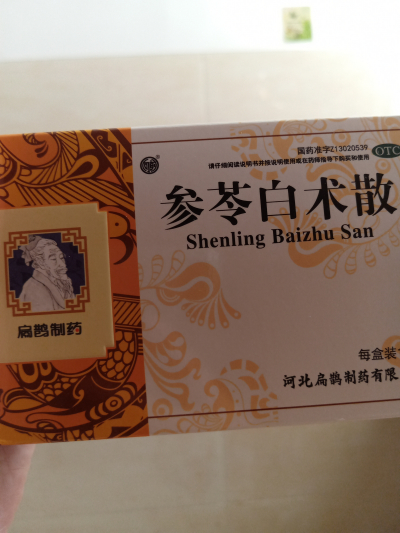 国药准字Z13020539
OTC
请仔细阅读说明书并按说明使用或在药师指导下购买和使用
参苓白术散
Shenling Baizhu San
扁鹊制药
每盒装
河北扁鹊制药有限